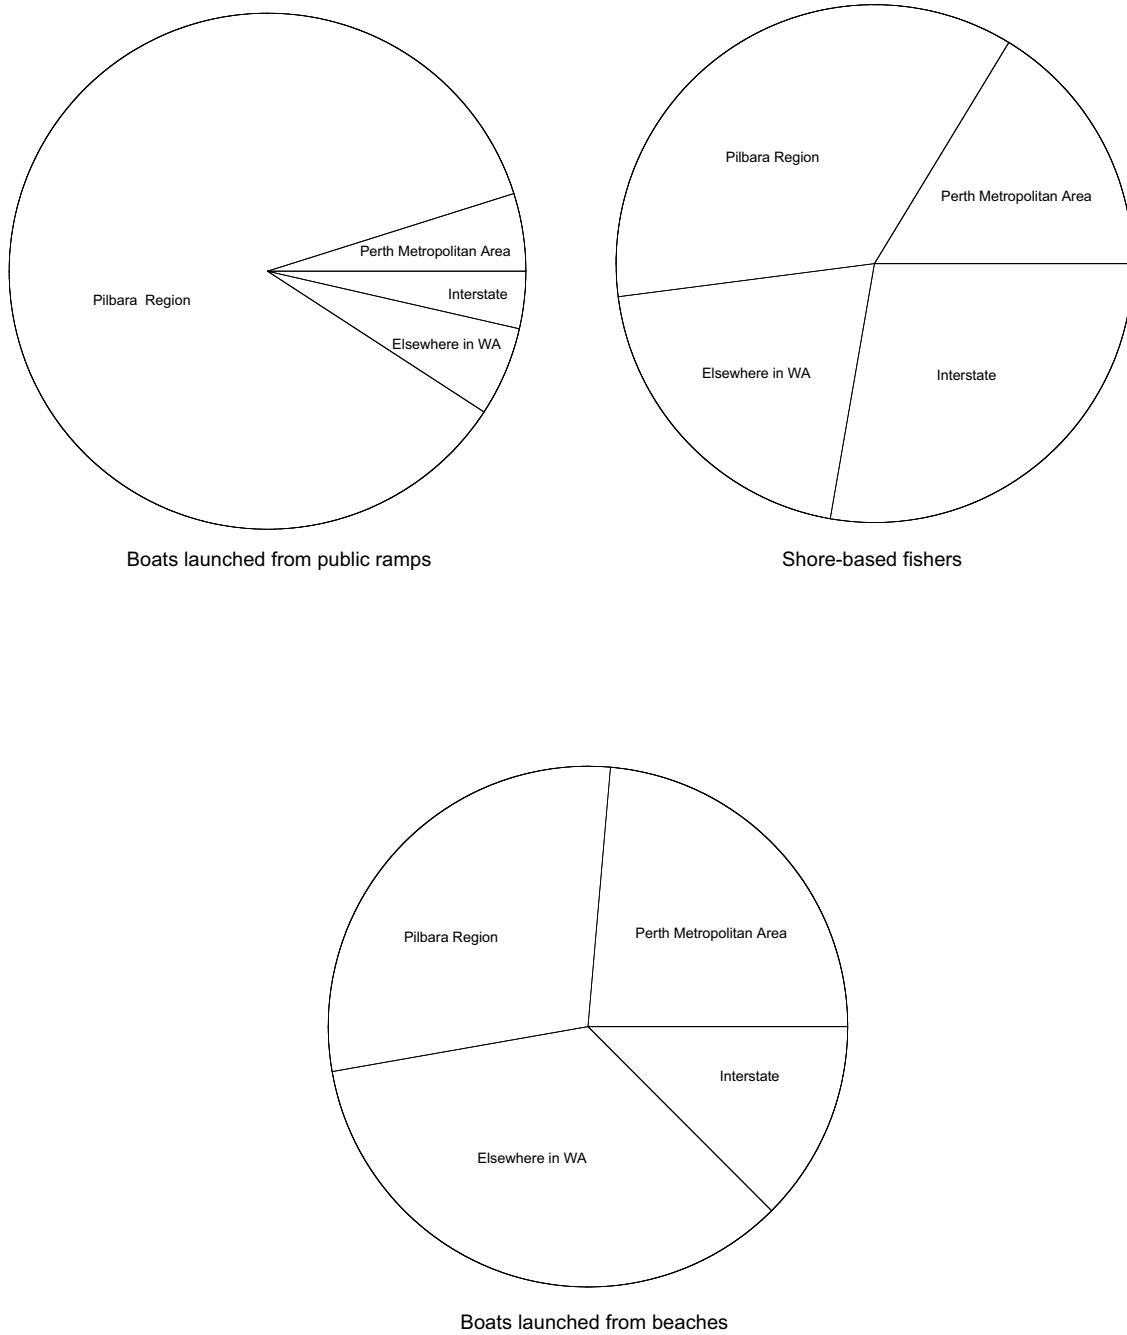 Perth Metropolitan Area
Interstate
Pilbara  Region
Elsewhere in WA
Boats launched from public ramps
Pilbara Region
Perth Metropolitan Area
Elsewhere in WA
Interstate
Shore-based fishers
Pilbara Region
Perth Metropolitan Area
Interstate
Elsewhere in WA
Boats launched from beaches